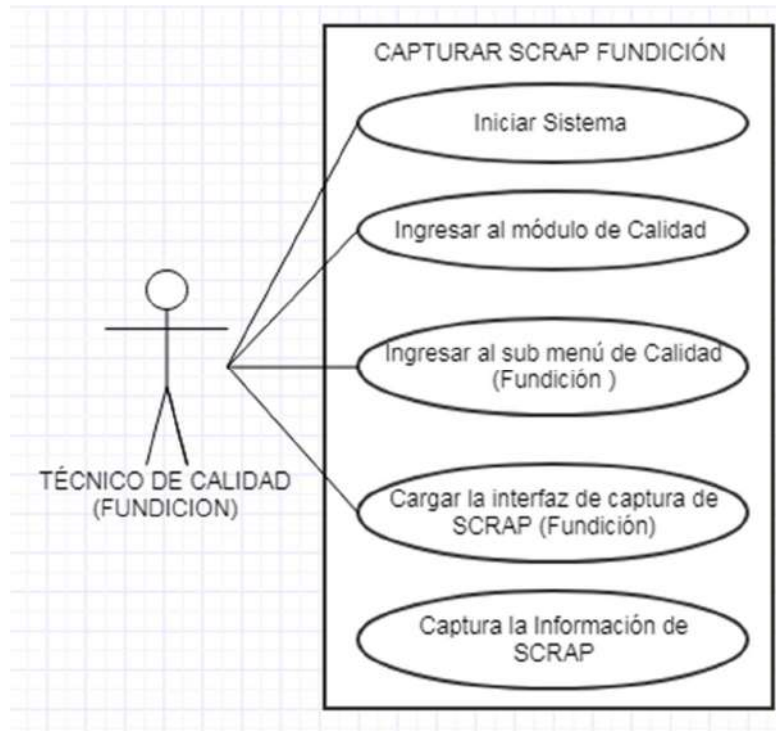 CAPTURAR SCRAP FUNDICIÓN
Iniciar Sistema
Ingresar al módulo de Calidad
Ingresar al sub menú de Calidad
(Fundición )
TÉCNICO DE CALIDAD
(FUNDICION)
Cargar la interfaz de captura de
SCRAP (Fundición)
Captura la Información de
SCRAP